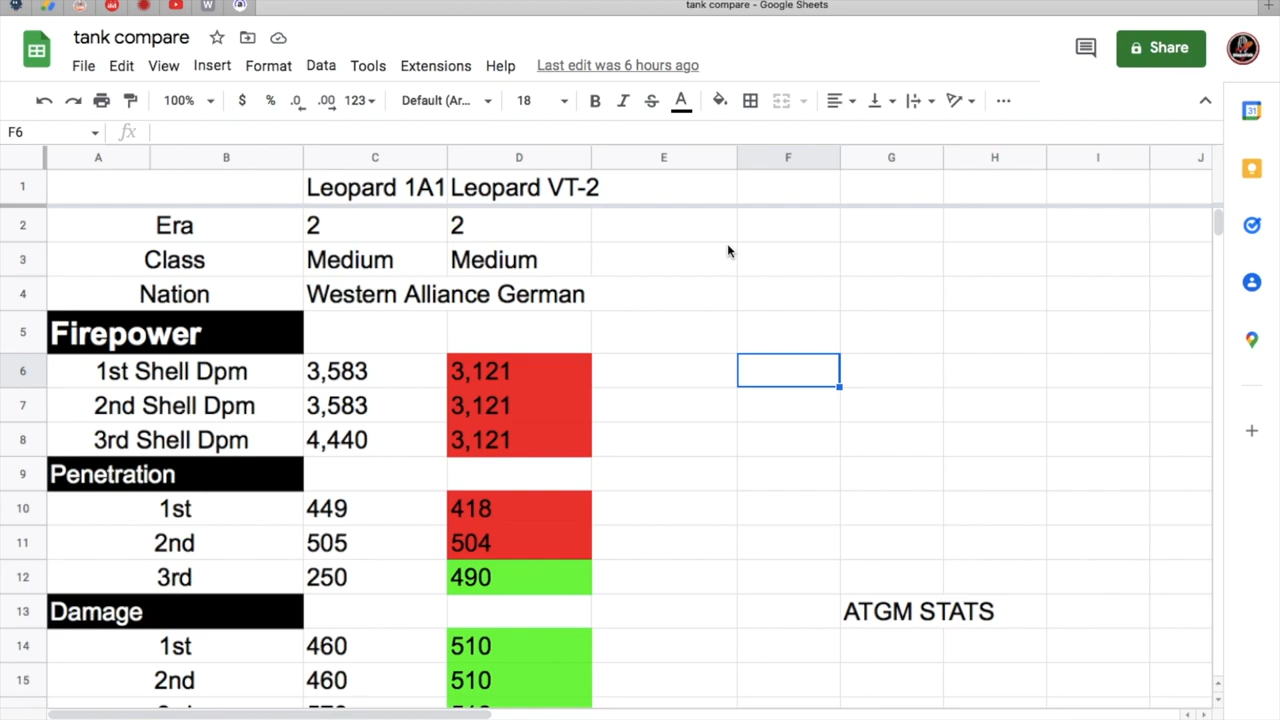 tank compare - Google Sheets
tank compare
File Edit View Insert Format Data Tools Extensions Help Last edit was 6 hours ago
Share
100% $ % .0 .00 123 Default (Ar... 18 B I S A
F6 fx
A B C D E F G H I J
1 Leopard 1A1 Leopard VT-2
2 Era 2 2
3 Class Medium Medium
4 Nation Western Alliance German
5 Firepower
6 1st Shell Dpm 3,583 3,121
7 2nd Shell Dpm 3,583 3,121
8 3rd Shell Dpm 4,440 3,121
9 Penetration
10 1st 449 418
11 2nd 505 504
12 3rd 250 490
13 Damage ATGM STATS
14 1st 460 510
15 2nd 460 510